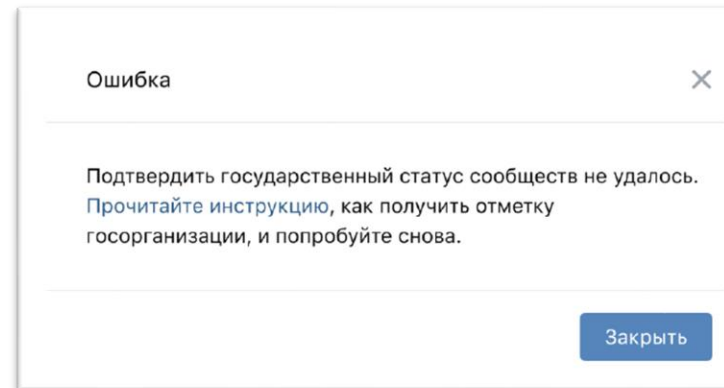 Ошибка
Подтвердить государственный статус сообществ не удалось.
Прочитайте инструкцию, как получить отметку
госорганизации, и попробуйте снова.
Закрыть